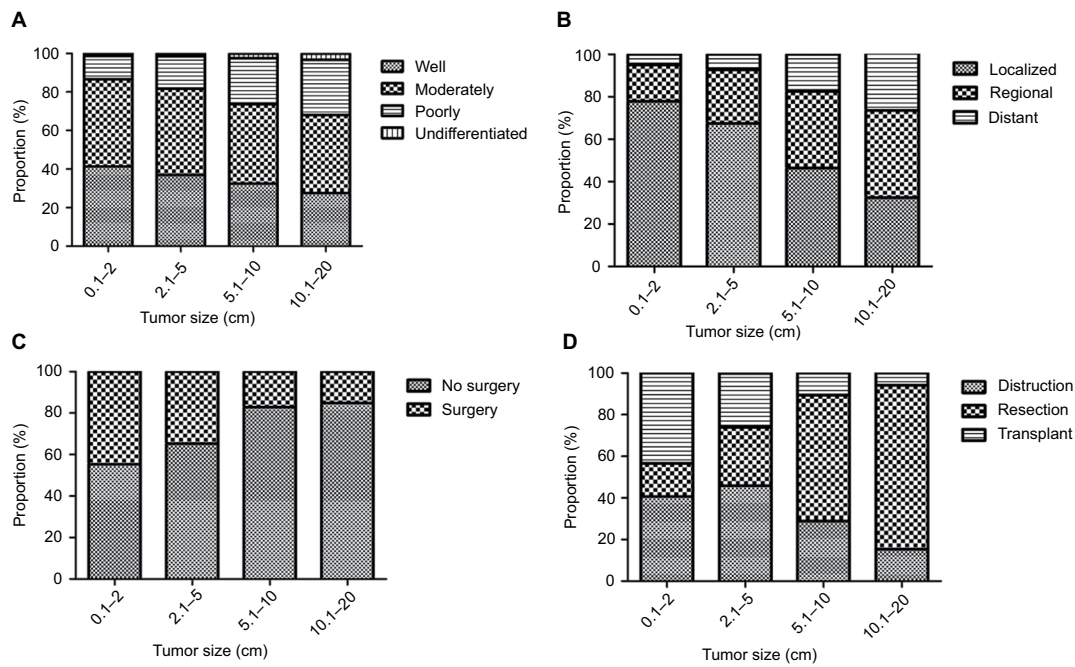 A
Proportion (%)
100
80
60
40
20
0
0.1–2
2.1–5
5.1–10
10.1–20
Tumor size (cm)
Well
Moderately
Poorly
Undifferentiated
B
Proportion (%)
100
80
60
40
20
0
0.1–2
2.1–5
5.1–10
10.1–20
Tumor size (cm)
Localized
Regional
Distant
C
Proportion (%)
100
80
60
40
20
0
0.1–2
2.1–5
5.1–10
10.1–20
Tumor size (cm)
No surgery
Surgery
D
Proportion (%)
100
80
60
40
20
0
0.1–2
2.1–5
5.1–10
10.1–20
Tumor size (cm)
Distruction
Resection
Transplant